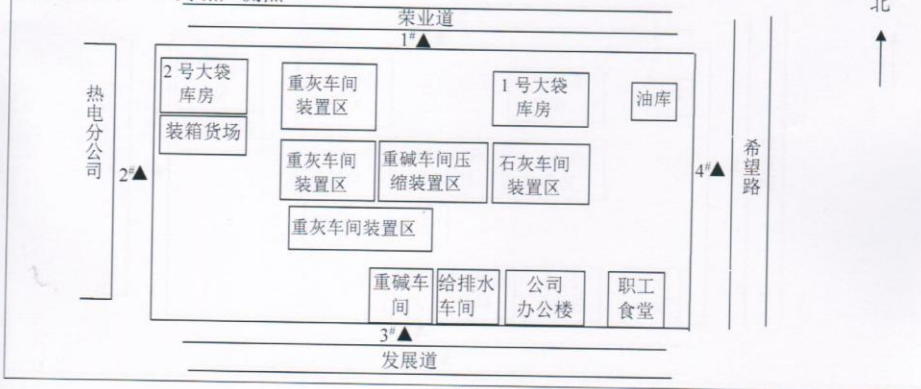 北
荣业道
1#▲
2 号大袋
库房
重灰车间
装置区
1 号大袋
库房
油库
热电分公司
装箱货场
2#▲
重灰车间
装置区
重碱车间压
缩装置区
石灰车间
装置区
4#▲
希望路
重灰车间装置区
重碱车
间
给排水
车间
公司
办公楼
职工
食堂
3#▲
发展道